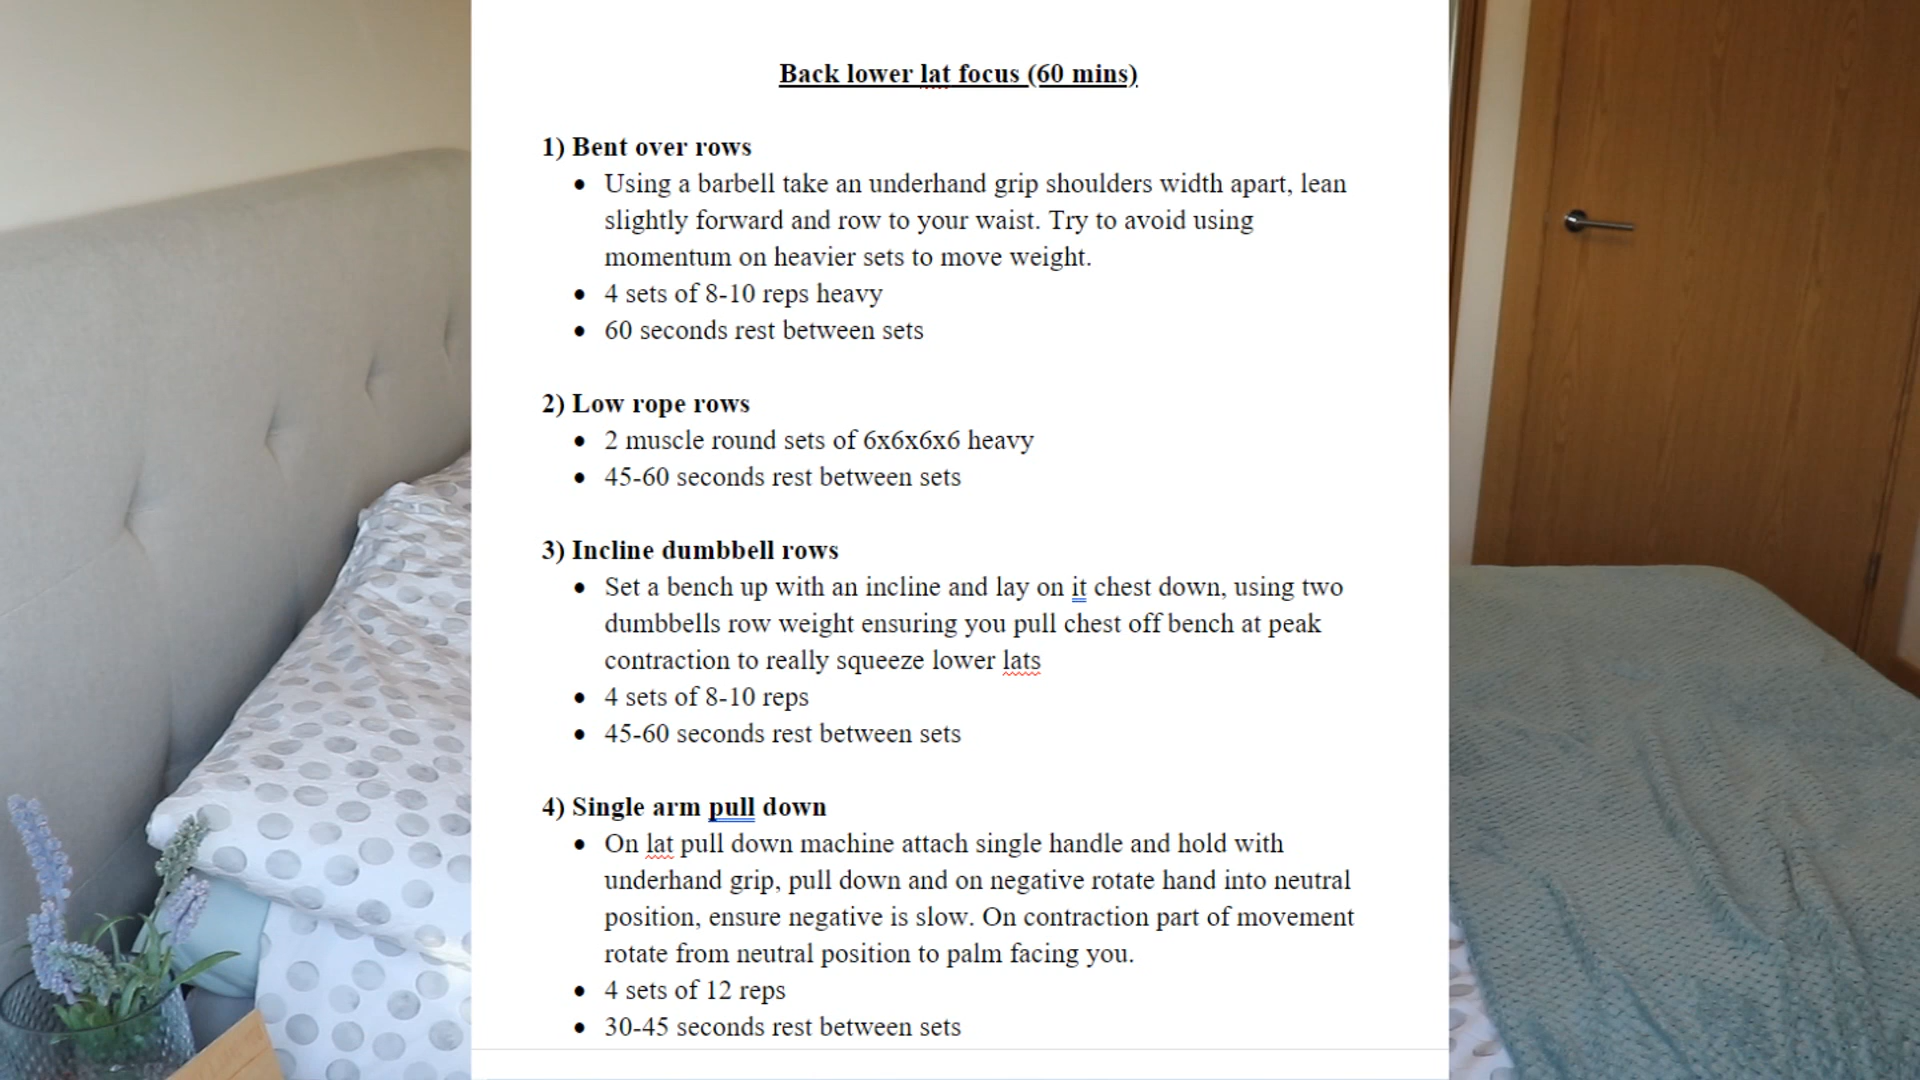 Back lower lat focus (60 mins)
1) Bent over rows
• Using a barbell take an underhand grip shoulders width apart, lean
slightly forward and row to your waist. Try to avoid using
momentum on heavier sets to move weight.
• 4 sets of 8-10 reps heavy
• 60 seconds rest between sets
2) Low rope rows
• 2 muscle round sets of 6x6x6x6 heavy
• 45-60 seconds rest between sets
3) Incline dumbbell rows
• Set a bench up with an incline and lay on it chest down, using two
dumbbells row weight ensuring you pull chest off bench at peak
contraction to really squeeze lower lats
• 4 sets of 8-10 reps
• 45-60 seconds rest between sets
4) Single arm pull down
• On lat pull down machine attach single handle and hold with
underhand grip, pull down and on negative rotate hand into neutral
position, ensure negative is slow. On contraction part of movement
rotate from neutral position to palm facing you.
• 4 sets of 12 reps
• 30-45 seconds rest between sets